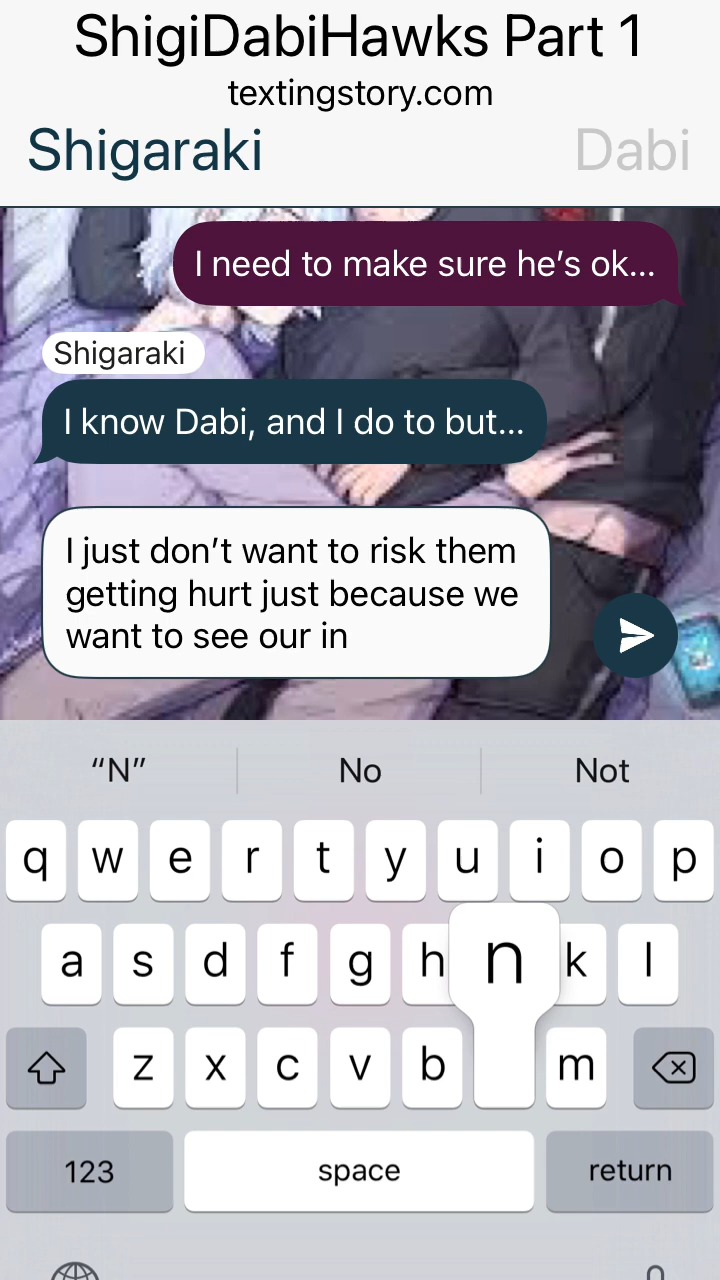 ShigiDabiHawks Part 1
textingstory.com
Shigaraki
Dabi
I need to make sure he’s ok...
Shigaraki
I know Dabi, and I do to but...
I just don’t want to risk them
getting hurt just because we
want to see our in
“N”
No
Not
q w e r t y u i o p
a s d f g h n k l
z x c v b m
123
space
return